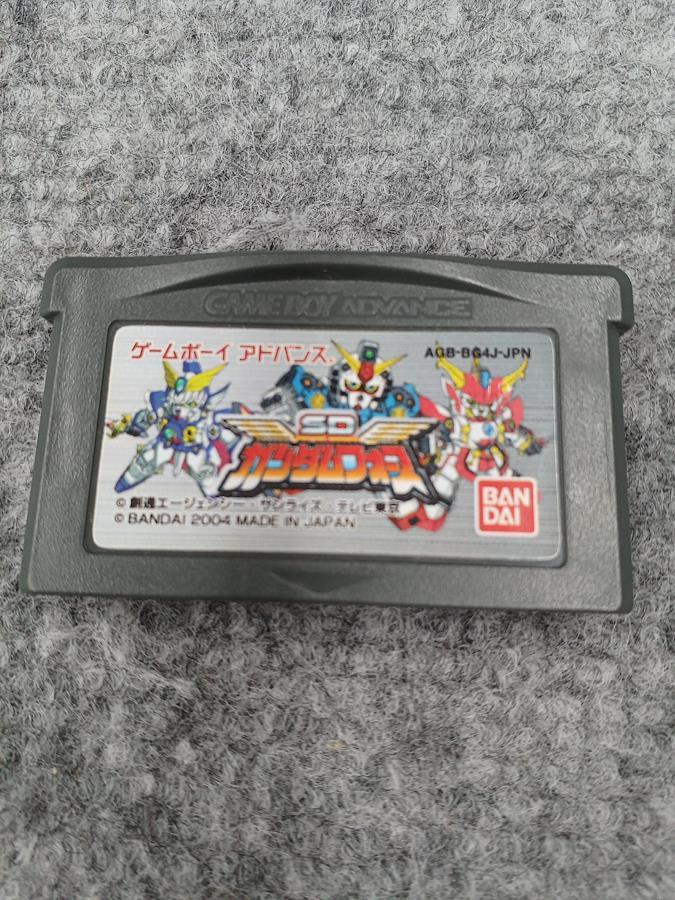 GAME BOY ADVANCE
ゲームボーイ アドバンス。
AGB-BG4J-JPN
SD
ガンダムフォース
© 創通エージェンシー・サンライズ・テレビ東京
© BANDAI 2004 MADE IN JAPAN
BAN
DAI